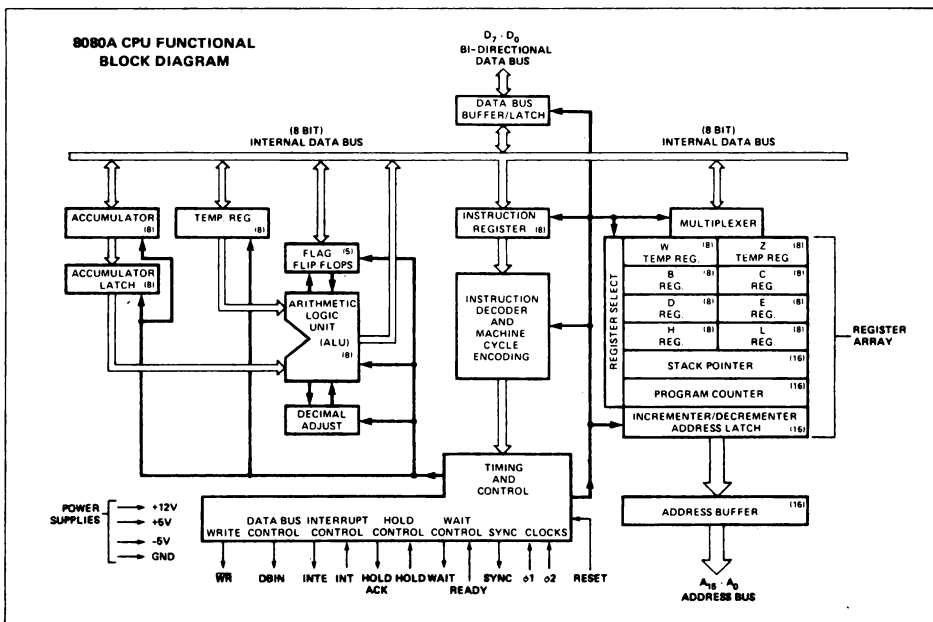 8080A CPU FUNCTIONAL
BLOCK DIAGRAM
D7 - D0
BI-DIRECTIONAL
DATA BUS
DATA BUS
BUFFER/LATCH
(8 BIT)
INTERNAL DATA BUS
(8 BIT)
INTERNAL DATA BUS
ACCUMULATOR
(8)
TEMP. REG
(8)
INSTRUCTION
REGISTER (8)
MULTIPLEXER
ACCUMULATOR
LATCH (8)
FLAG (5)
FLIP FLOPS
ARITHMETIC
LOGIC
UNIT
(ALU)
(8)
DECIMAL
ADJUST
INSTRUCTION
DECODER
AND
MACHINE
CYCLE
ENCODING
REGISTER SELECT
W (8)
TEMP REG.
Z (8)
TEMP REG.
B (8)
REG.
C (8)
REG.
D (8)
REG.
E (8)
REG.
H (8)
REG.
L (8)
REG.
STACK POINTER (16)
PROGRAM COUNTER (16)
INCREMENTER/DECREMENTER
ADDRESS LATCH (16)
REGISTER
ARRAY
TIMING
AND
CONTROL
WRITE
DATA BUS
CONTROL
INTERRUPT
CONTROL
HOLD
CONTROL
WAIT
CONTROL
SYNC
CLOCKS
POWER
SUPPLIES
+12V
+5V
-5V
GND
WR
DBIN
INTE
INT
HOLD
ACK
HOLD
WAIT
READY
SYNC
ϕ1
ϕ2
RESET
ADDRESS BUFFER (16)
A15 - A0
ADDRESS BUS